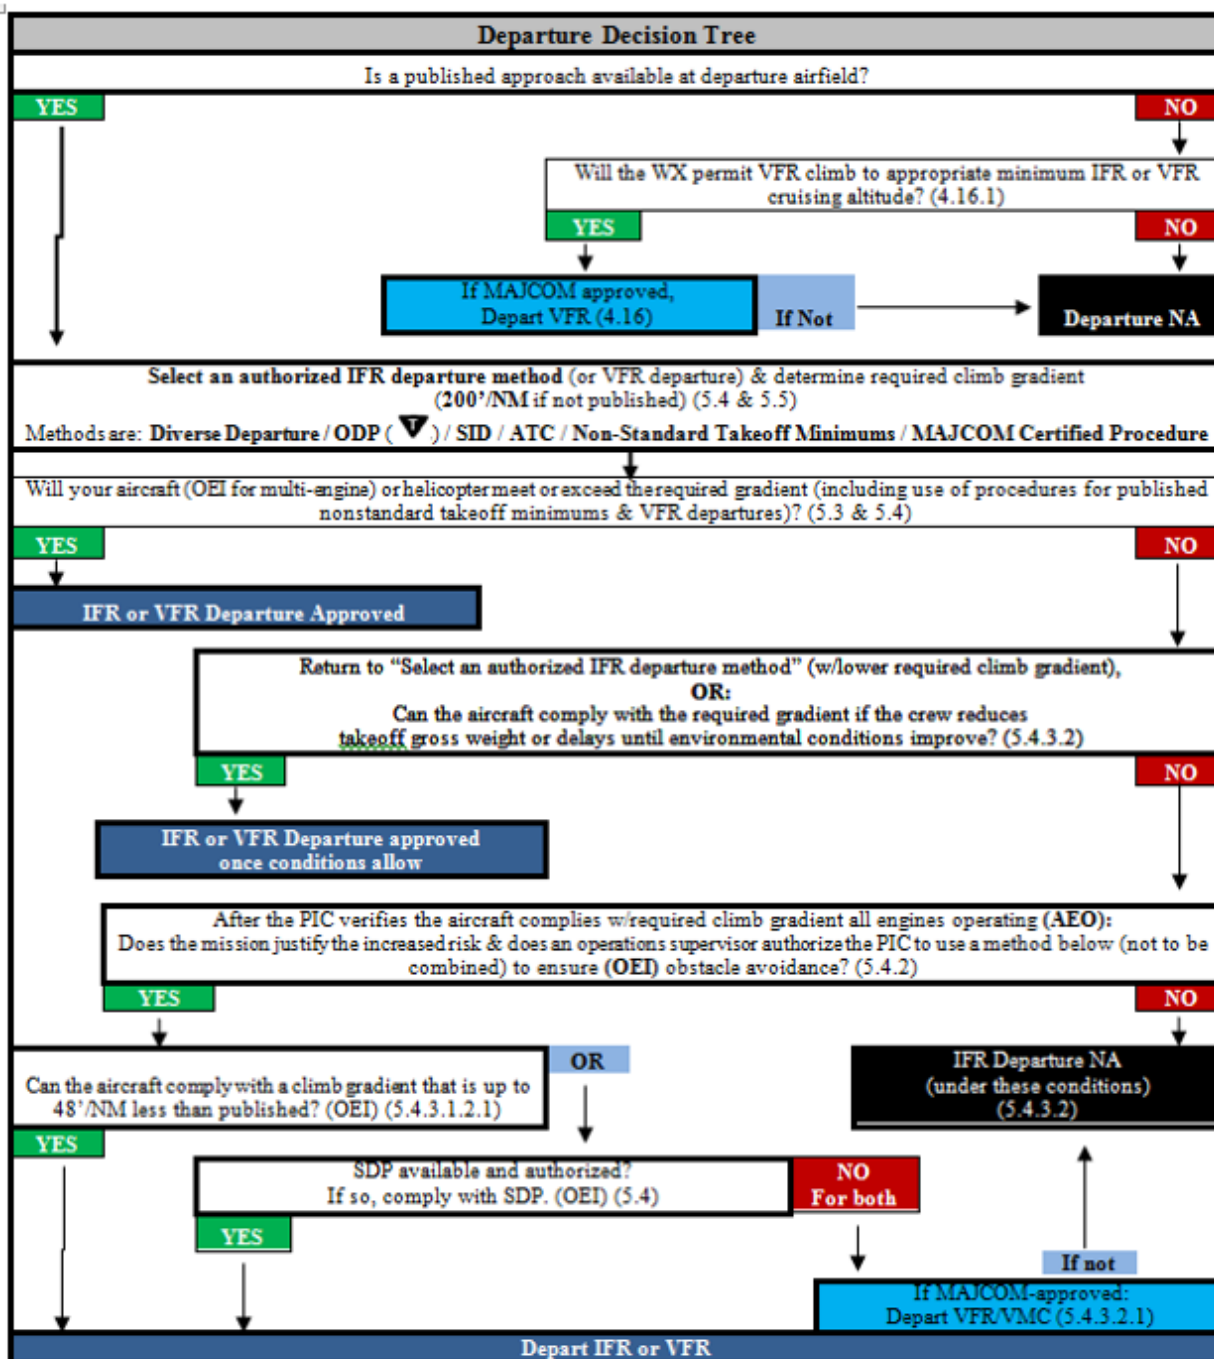 Departure Decision Tree
Is a published approach available at departure airfield?
YES
NO
Will the WX permit VFR climb to appropriate minimum IFR or VFR
cruising altitude? (4.16.1)
YES
NO
If MAJCOM approved,
Depart VFR (4.16)
If Not
Departure NA
Select an authorized IFR departure method (or VFR departure) & determine required climb gradient
(200'/NM if not published) (5.4 & 5.5)
Methods are: Diverse Departure / ODP ( T ) / SID / ATC / Non-Standard Takeoff Minimums / MAJCOM Certified Procedure
Will your aircraft (OEI for multi-engine) or helicopter meet or exceed the required gradient (including use of procedures for published
nonstandard takeoff minimums & VFR departures)? (5.3 & 5.4)
YES
NO
IFR or VFR Departure Approved
Return to “Select an authorized IFR departure method” (w/lower required climb gradient),
OR:
Can the aircraft comply with the required gradient if the crew reduces
takeoff gross weight or delays until environmental conditions improve? (5.4.3.2)
YES
NO
IFR or VFR Departure approved
once conditions allow
After the PIC verifies the aircraft complies w/required climb gradient all engines operating (AEO):
Does the mission justify the increased risk & does an operations supervisor authorize the PIC to use a method below (not to be
combined) to ensure (OEI) obstacle avoidance? (5.4.2)
YES
NO
Can the aircraft comply with a climb gradient that is up to
48'/NM less than published? (OEI) (5.4.3.1.2.1)
OR
IFR Departure NA
(under these conditions)
(5.4.3.2)
YES
SDP available and authorized?
If so, comply with SDP. (OEI) (5.4)
NO
For both
YES
If not
If MAJCOM-approved:
Depart VFR/VMC (5.4.3.2.1)
Depart IFR or VFR